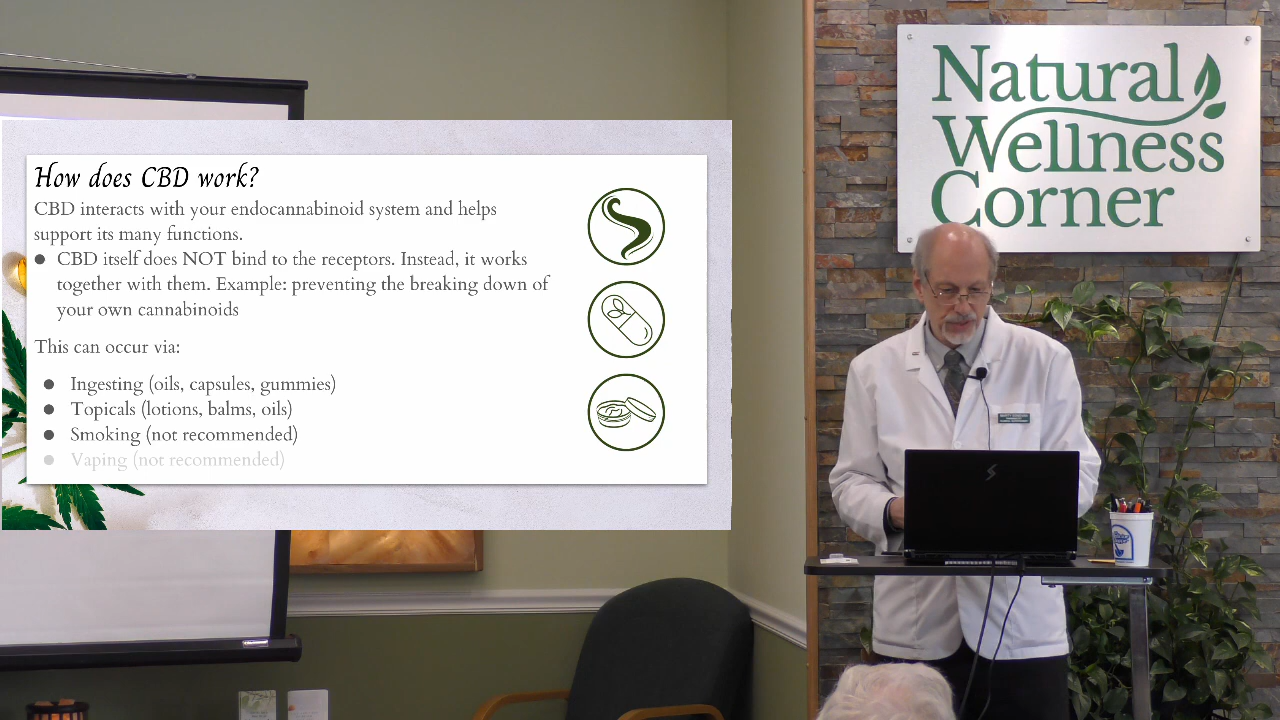 How does CBD work?
CBD interacts with your endocannabinoid system and helps
support its many functions.
● CBD itself does NOT bind to the receptors. Instead, it works
together with them. Example: preventing the breaking down of
your own cannabinoids
This can occur via:
● Ingesting (oils, capsules, gummies)
● Topicals (lotions, balms, oils)
● Smoking (not recommended)
● Vaping (not recommended)
Natural
Wellness
Corner